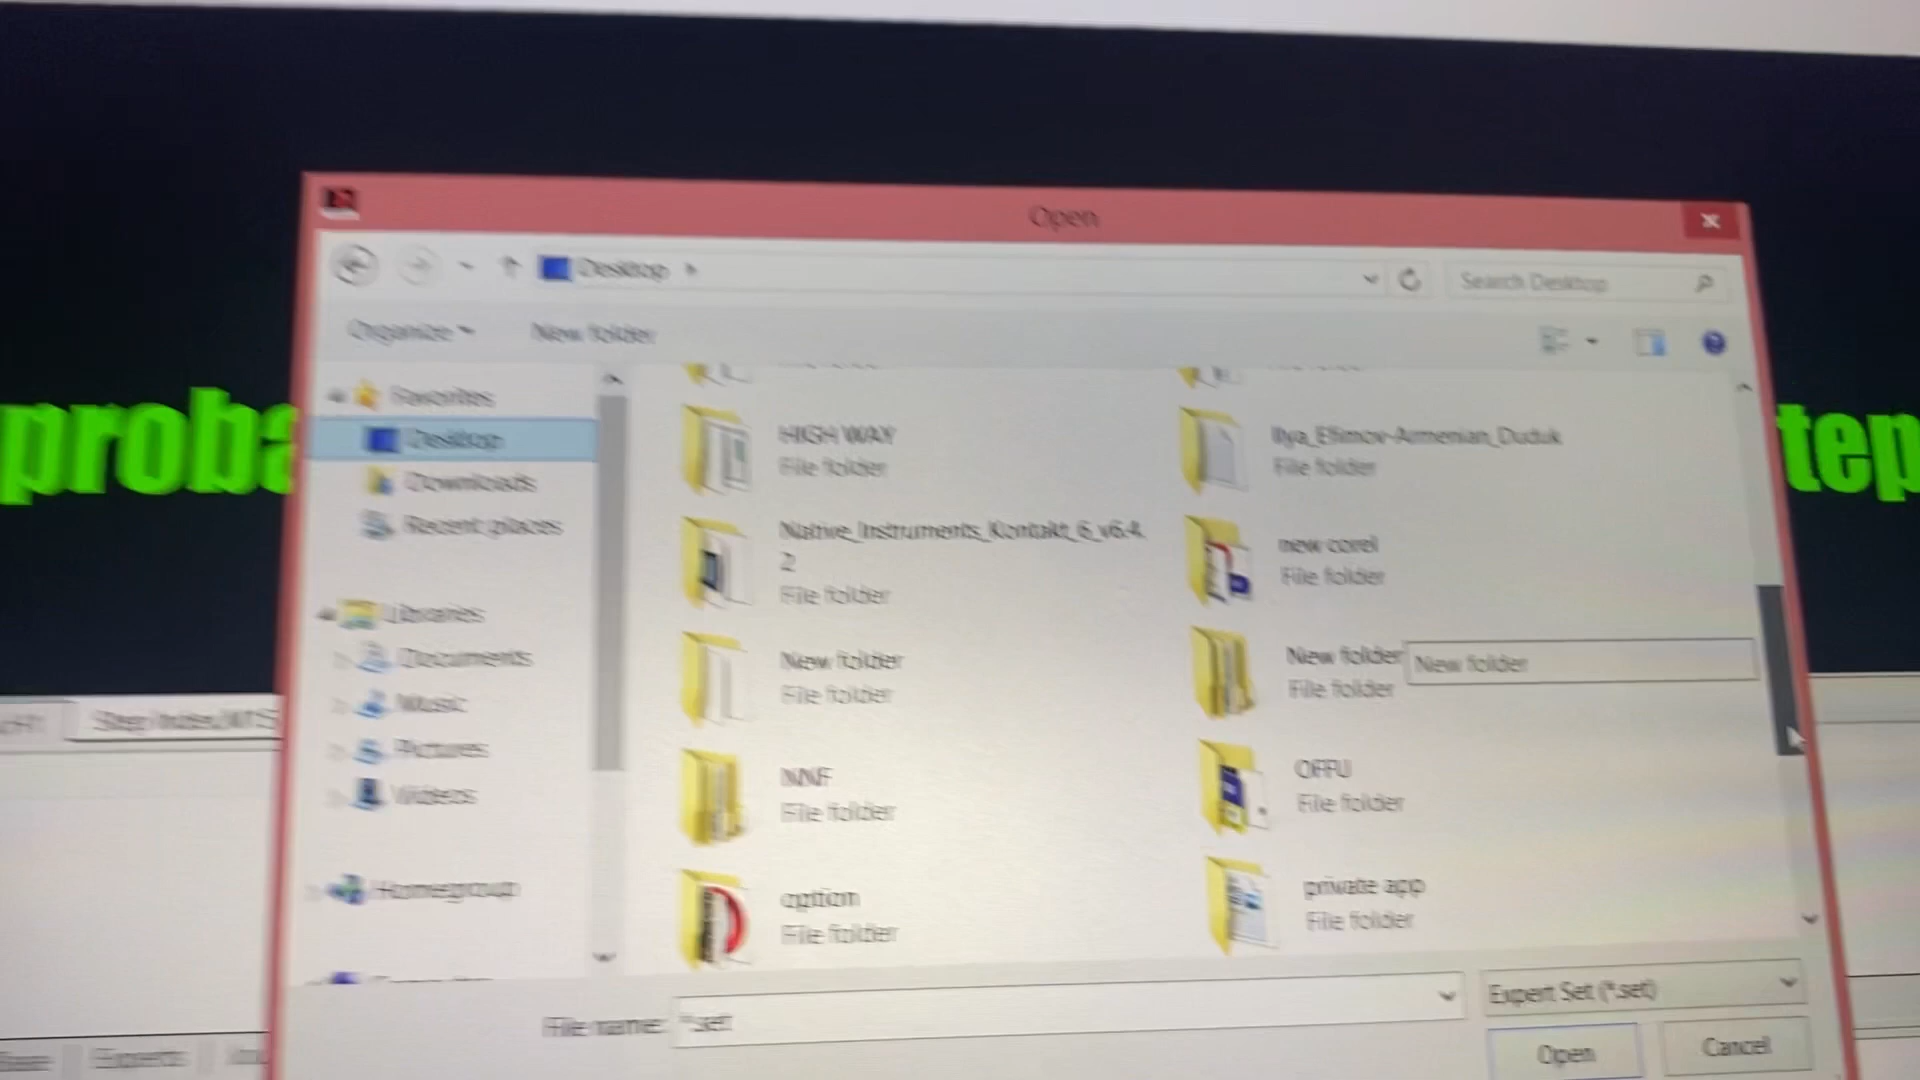 Open
Desktop
Search Desktop
Organize
New folder
proba
tep
Favorites
Desktop
Downloads
Recent places
Libraries
Documents
Music
Pictures
Videos
Homegroup
HIGH WAY
File folder
Ilya_Efimov-Armenian_Duduk
File folder
Native_Instruments_Kontakt_6_v6.4.
2
File folder
new corel
File folder
New folder
File folder
New folder
File folder
New folder
NNF
File folder
OFFU
File folder
option
File folder
private app
File folder
File name: *.set
Expert Set (*.set)
Open
Cancel
Experts